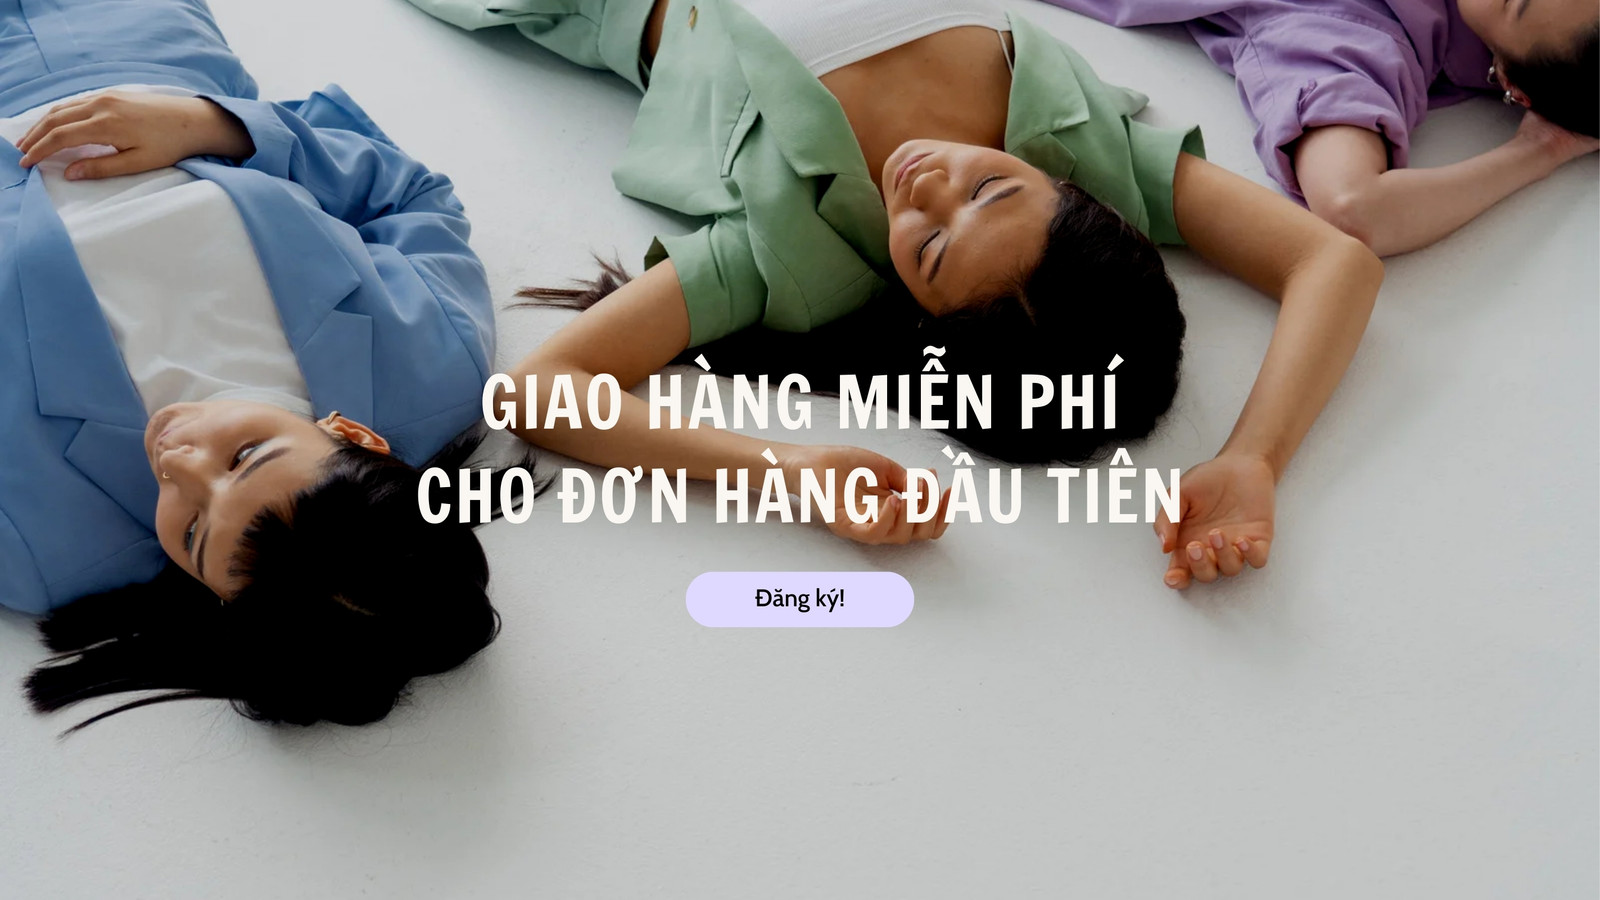 GIAO HÀNG MIỄN PHÍ
CHO ĐƠN HÀNG ĐẦU TIÊN
Đăng ký!